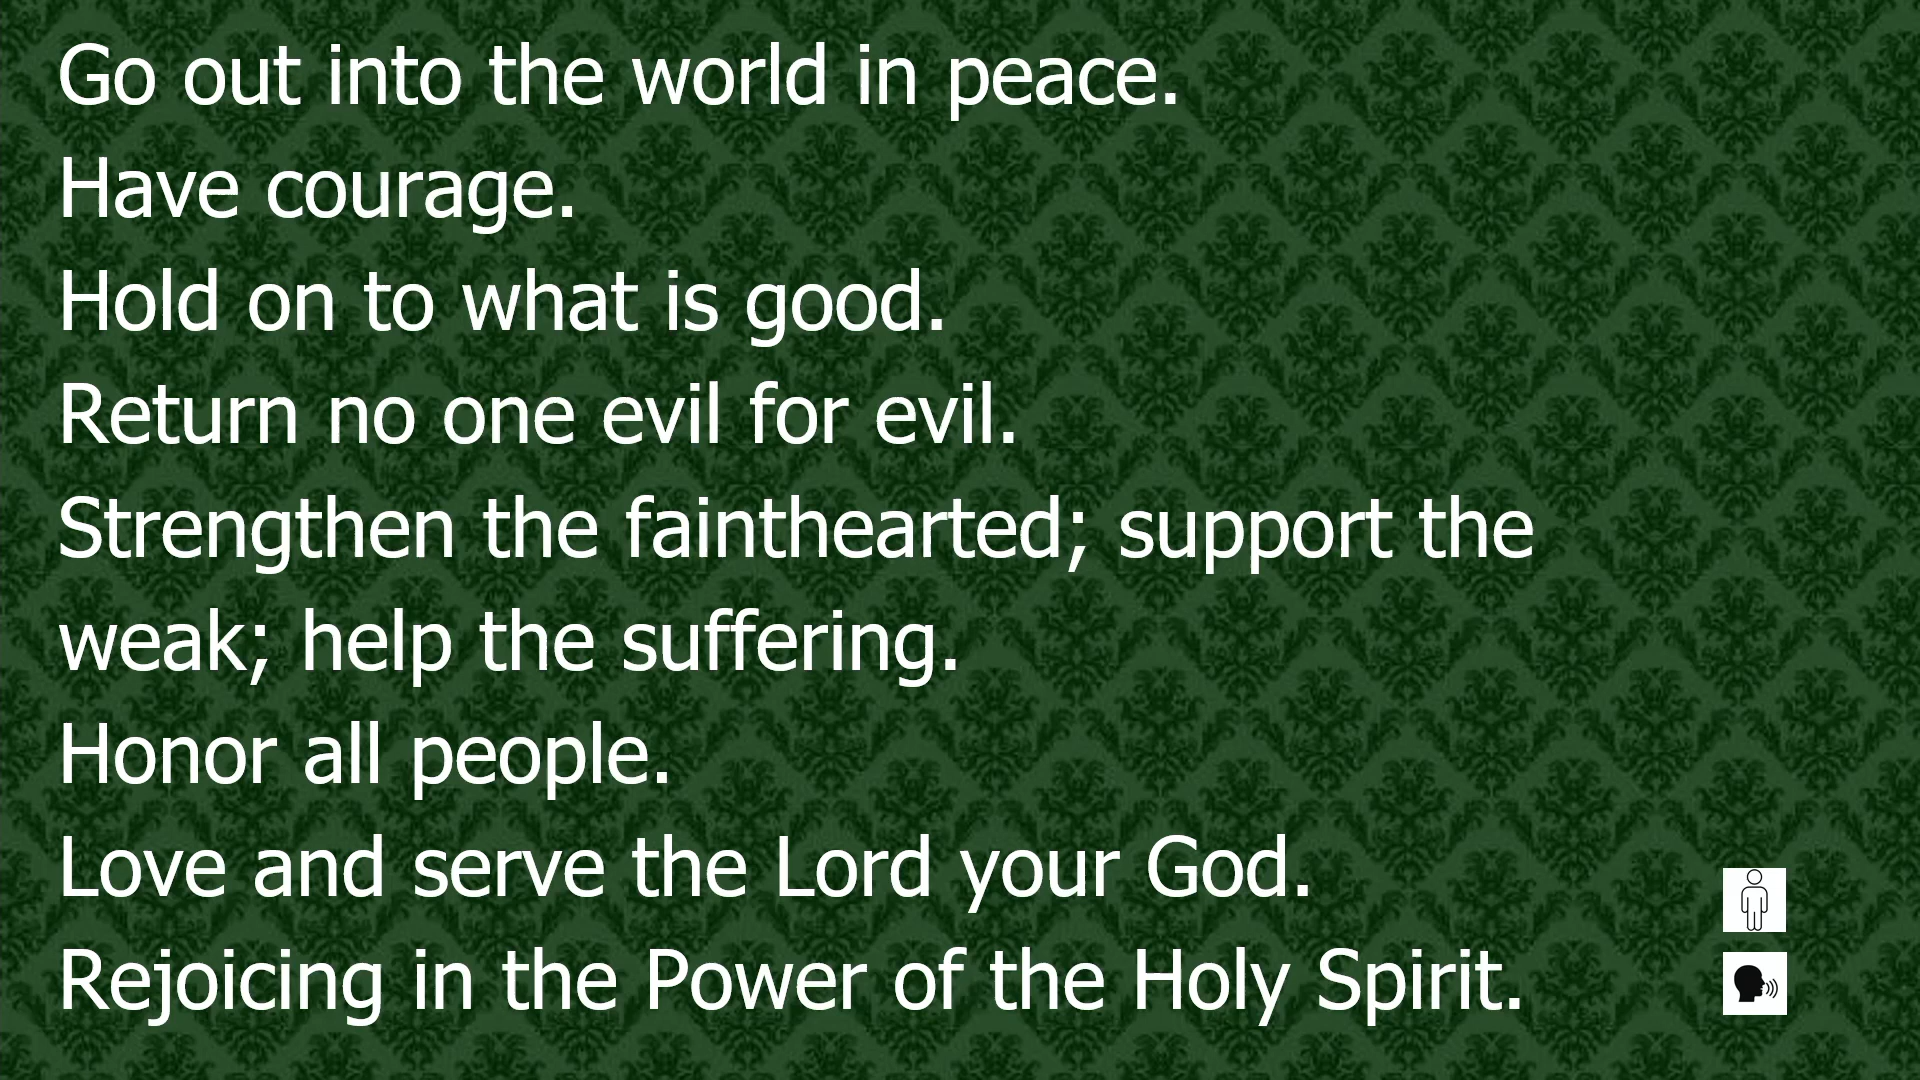 Go out into the world in peace.
Have courage.
Hold on to what is good.
Return no one evil for evil.
Strengthen the fainthearted; support the
weak; help the suffering.
Honor all people.
Love and serve the Lord your God.
Rejoicing in the Power of the Holy Spirit.